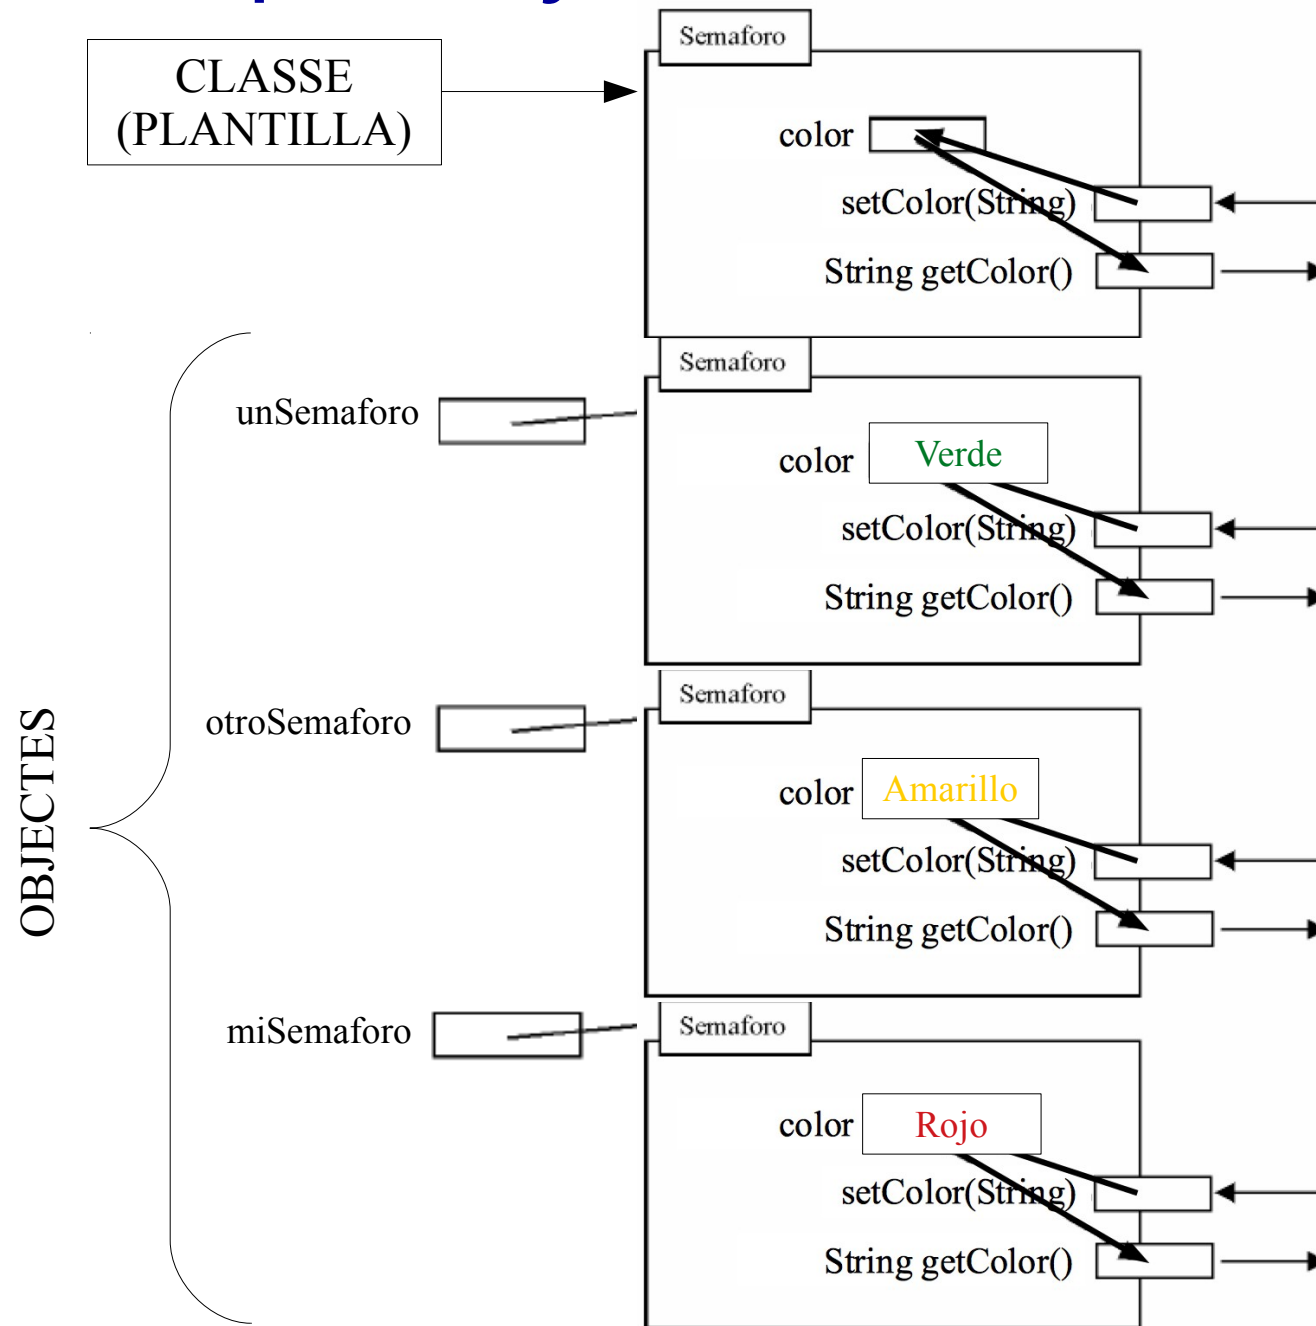 CLASSE
(PLANTILLA)
Semaforo
color
setColor(String)
String getColor()
OBJECTES
unSemaforo
Semaforo
color Verde
setColor(String)
String getColor()
otroSemaforo
Semaforo
color Amarillo
setColor(String)
String getColor()
miSemaforo
Semaforo
color Rojo
setColor(String)
String getColor()